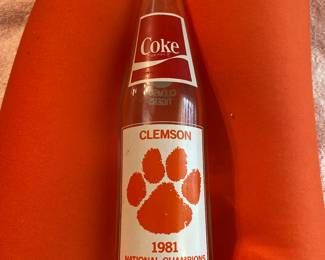 Coke
CLEMSON
1981
NATIONAL CHAMPIONS